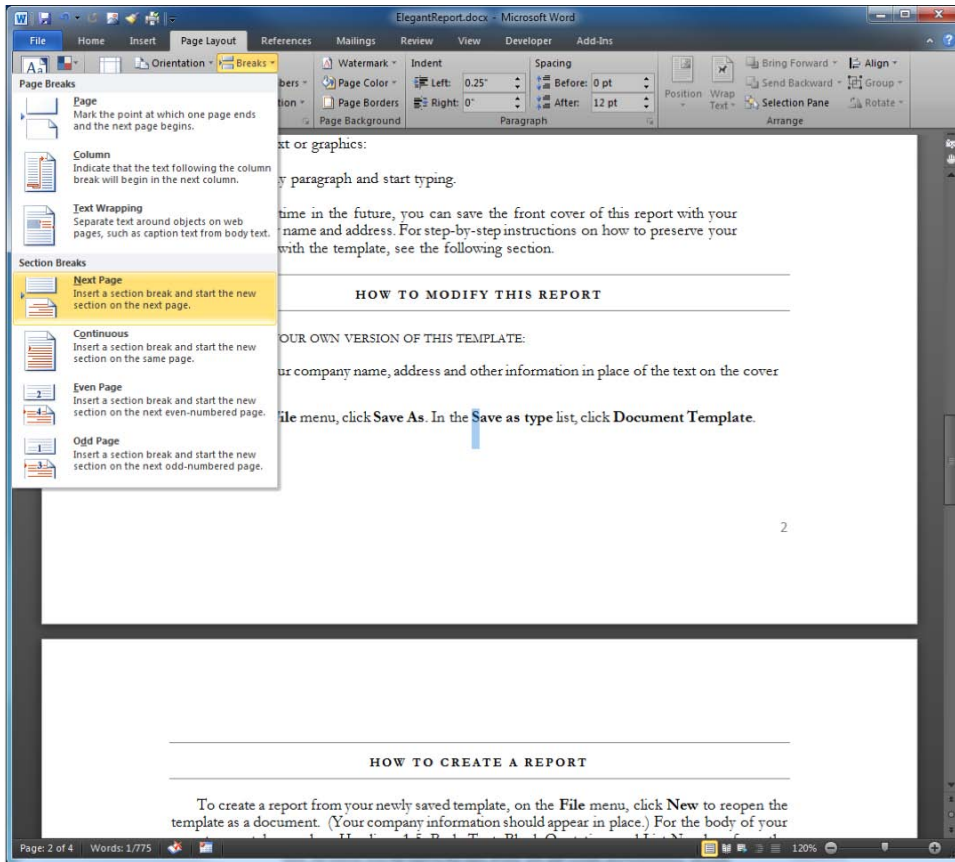 ElegantReport.docx - Microsoft Word
File Home Insert Page Layout References Mailings Review View Developer Add-Ins
Orientation Breaks Watermark Indent Spacing Bring Forward Align
bers Page Color Left: 0.25" Before: 0 pt Position Wrap Text Send Backward Group
tion Page Borders Right: 0" After: 12 pt Selection Pane Rotate
Page Background Paragraph Arrange
Page Breaks
Page
Mark the point at which one page ends
and the next page begins.
Column
Indicate that the text following the column
break will begin in the next column.
Text Wrapping
Separate text around objects on web
pages, such as caption text from body text.
Section Breaks
Next Page
Insert a section break and start the new
section on the next page.
Continuous
Insert a section break and start the new
section on the same page.
Even Page
Insert a section break and start the new
section on the next even-numbered page.
Odd Page
Insert a section break and start the new
section on the next odd-numbered page.
xt or graphics:
paragraph and start typing.
time in the future, you can save the front cover of this report with your
name and address. For step-by-step instructions on how to preserve your
with the template, see the following section.
HOW TO MODIFY THIS REPORT
OUR OWN VERSION OF THIS TEMPLATE:
ur company name, address and other information in place of the text on the cover
ile menu, click Save As. In the Save as type list, click Document Template.
2
HOW TO CREATE A REPORT
To create a report from your newly saved template, on the File menu, click New to reopen the
template as a document. (Your company information should appear in place.) For the body of your
Page: 2 of 4 Words: 1/775 120%